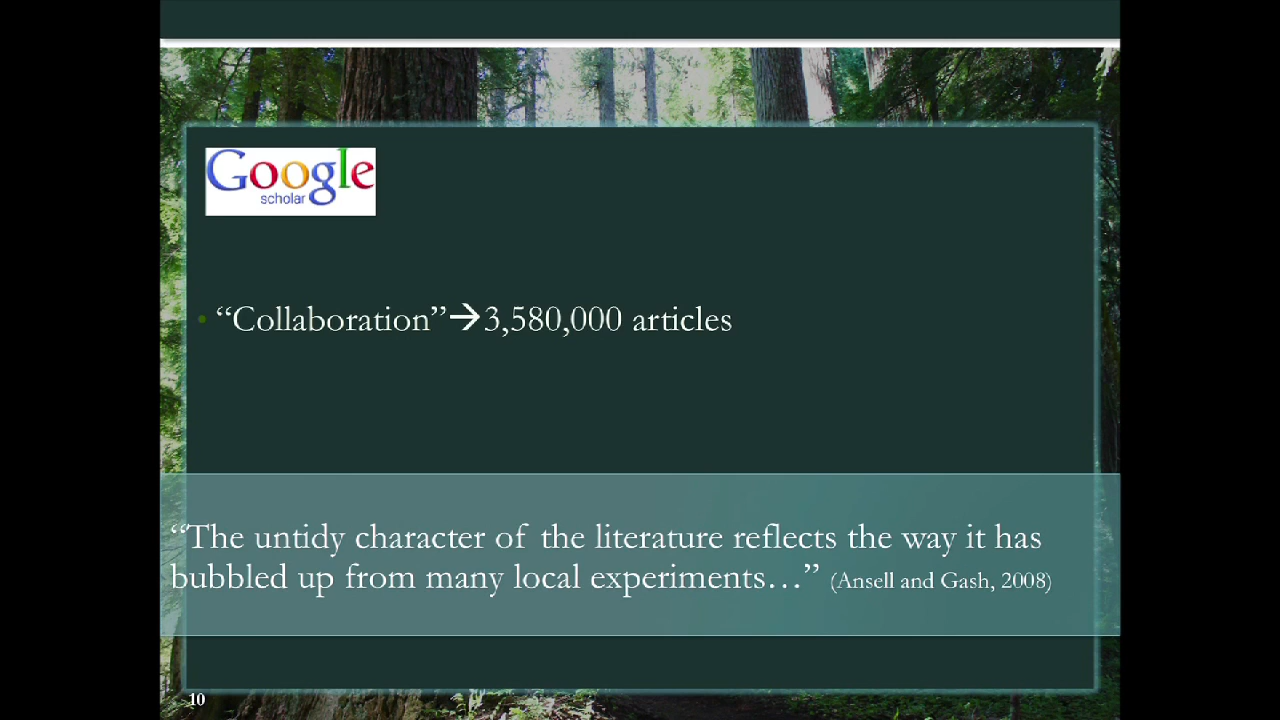 Google
scholar
• “Collaboration”→3,580,000 articles
“The untidy character of the literature reflects the way it has
bubbled up from many local experiments…” (Ansell and Gash, 2008)
10